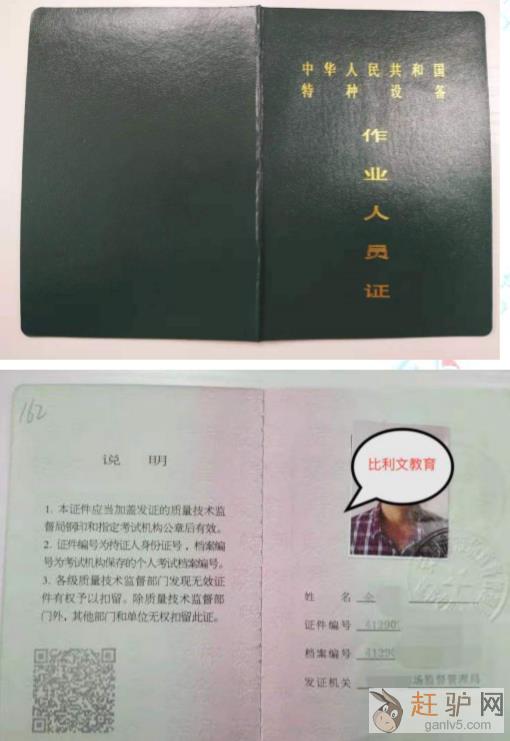 中华人民共和国
特种设备
作业人员证
162
说 明
1. 本证件应当加盖发证的质量技术监
督局钢印和指定考试机构公章后有效。
2. 证件编号为持证人身份证号，档案编
号为考试机构保存的个人考试档案编号。
3. 各级质量技术监督部门发现无效证
件有权予以扣留。除质量技术监督部
门外，其他部门和单位无权扣留此证。
比利文教育
姓 名
证件编号 41290
档案编号 41290
发证机关 场监督管理局
赶驴网
ganlv5.com